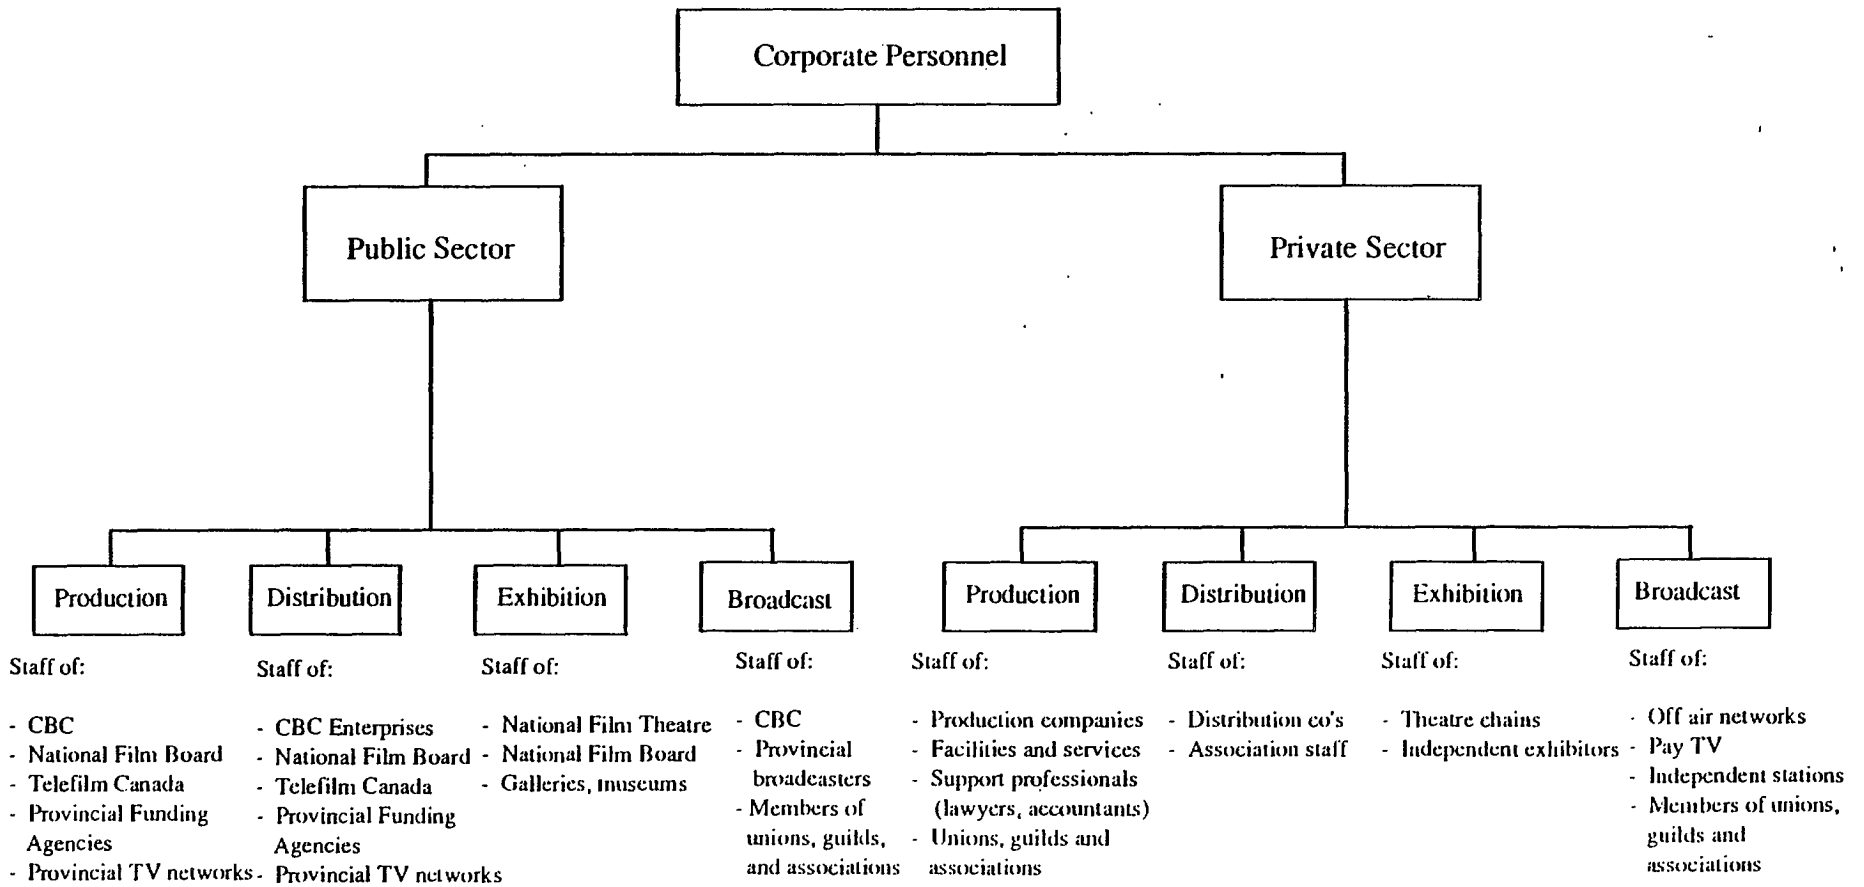 Corporate Personnel
Public Sector
Private Sector
Production
Distribution
Exhibition
Broadcast
Production
Distribution
Exhibition
Broadcast
Staff of:
- CBC
- National Film Board
- Telefilm Canada
- Provincial Funding
Agencies
- Provincial TV networks
Staff of:
- CBC Enterprises
- National Film Board
- Telefilm Canada
- Provincial Funding
Agencies
- Provincial TV networks
Staff of:
- National Film Theatre
- National Film Board
- Galleries, museums
Staff of:
- CBC
- Provincial
broadcasters
- Members of
unions, guilds,
and associations
Staff of:
- Production companies
- Facilities and services
- Support professionals
(lawyers, accountants)
- Unions, guilds and
associations
Staff of:
- Distribution co's
- Association staff
Staff of:
- Theatre chains
- Independent exhibitors
Staff of:
- Off air networks
- Pay TV
- Independent stations
- Members of unions,
guilds and
associations